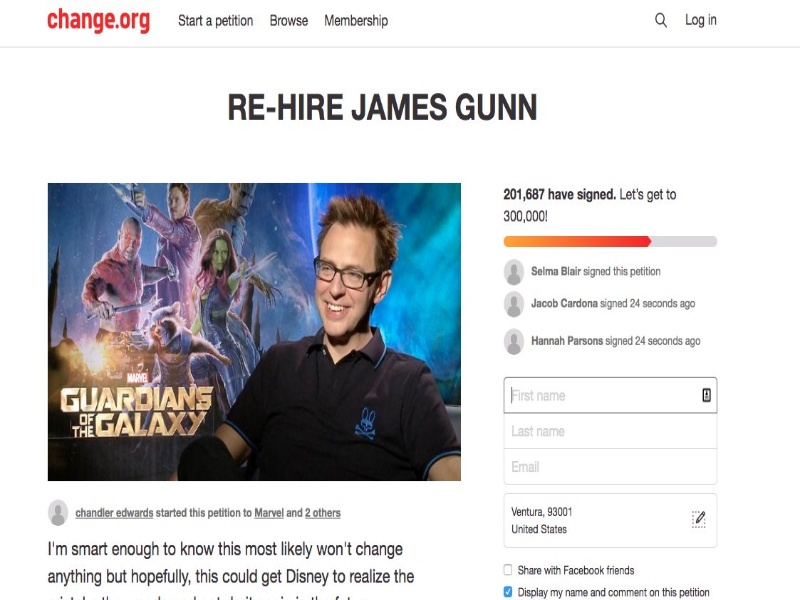 change.org
Start a petition Browse Membership
Log in
RE-HIRE JAMES GUNN
MARVEL
GUARDIANS
OF THE
GALAXY
201,687 have signed. Let's get to
300,000!
Selma Blair signed this petition
Jacob Cardona signed 24 seconds ago
Hannah Parsons signed 24 seconds ago
First name
Last name
Email
Ventura, 93001
United States
Share with Facebook friends
Display my name and comment on this petition
chandler edwards started this petition to Marvel and 2 others
I'm smart enough to know this most likely won't change
anything but hopefully, this could get Disney to realize the